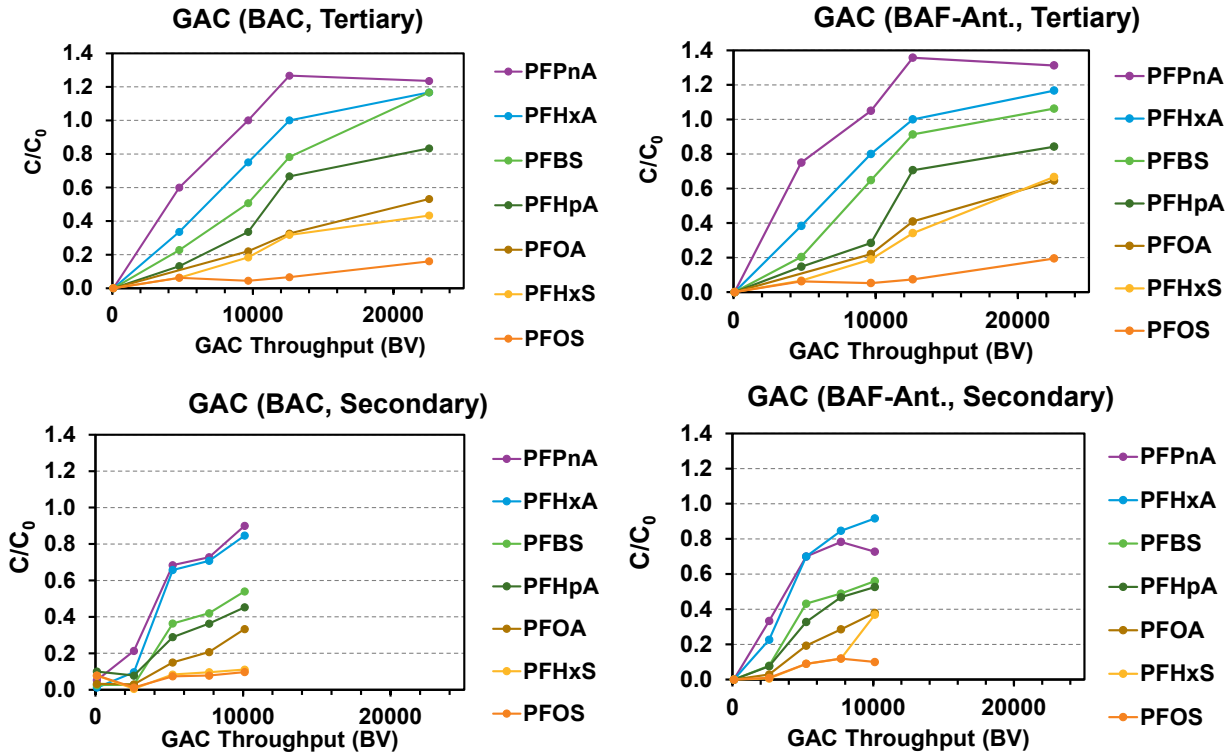 GAC (BAC, Tertiary)
1.4
1.2
1.0
0.8
0.6
0.4
0.2
0.0
C/C0
0
10000
20000
GAC Throughput (BV)
PFPnA
PFHxA
PFBS
PFHpA
PFOA
PFHxS
PFOS
GAC (BAF-Ant., Tertiary)
1.4
1.2
1.0
0.8
0.6
0.4
0.2
0.0
C/C0
0
10000
20000
GAC Throughput (BV)
PFPnA
PFHxA
PFBS
PFHpA
PFOA
PFHxS
PFOS
GAC (BAC, Secondary)
1.4
1.2
1.0
0.8
0.6
0.4
0.2
0.0
C/C0
0
10000
20000
GAC Throughput (BV)
PFPnA
PFHxA
PFBS
PFHpA
PFOA
PFHxS
PFOS
GAC (BAF-Ant., Secondary)
1.4
1.2
1.0
0.8
0.6
0.4
0.2
0.0
C/C0
0
10000
20000
GAC Throughput (BV)
PFPnA
PFHxA
PFBS
PFHpA
PFOA
PFHxS
PFOS